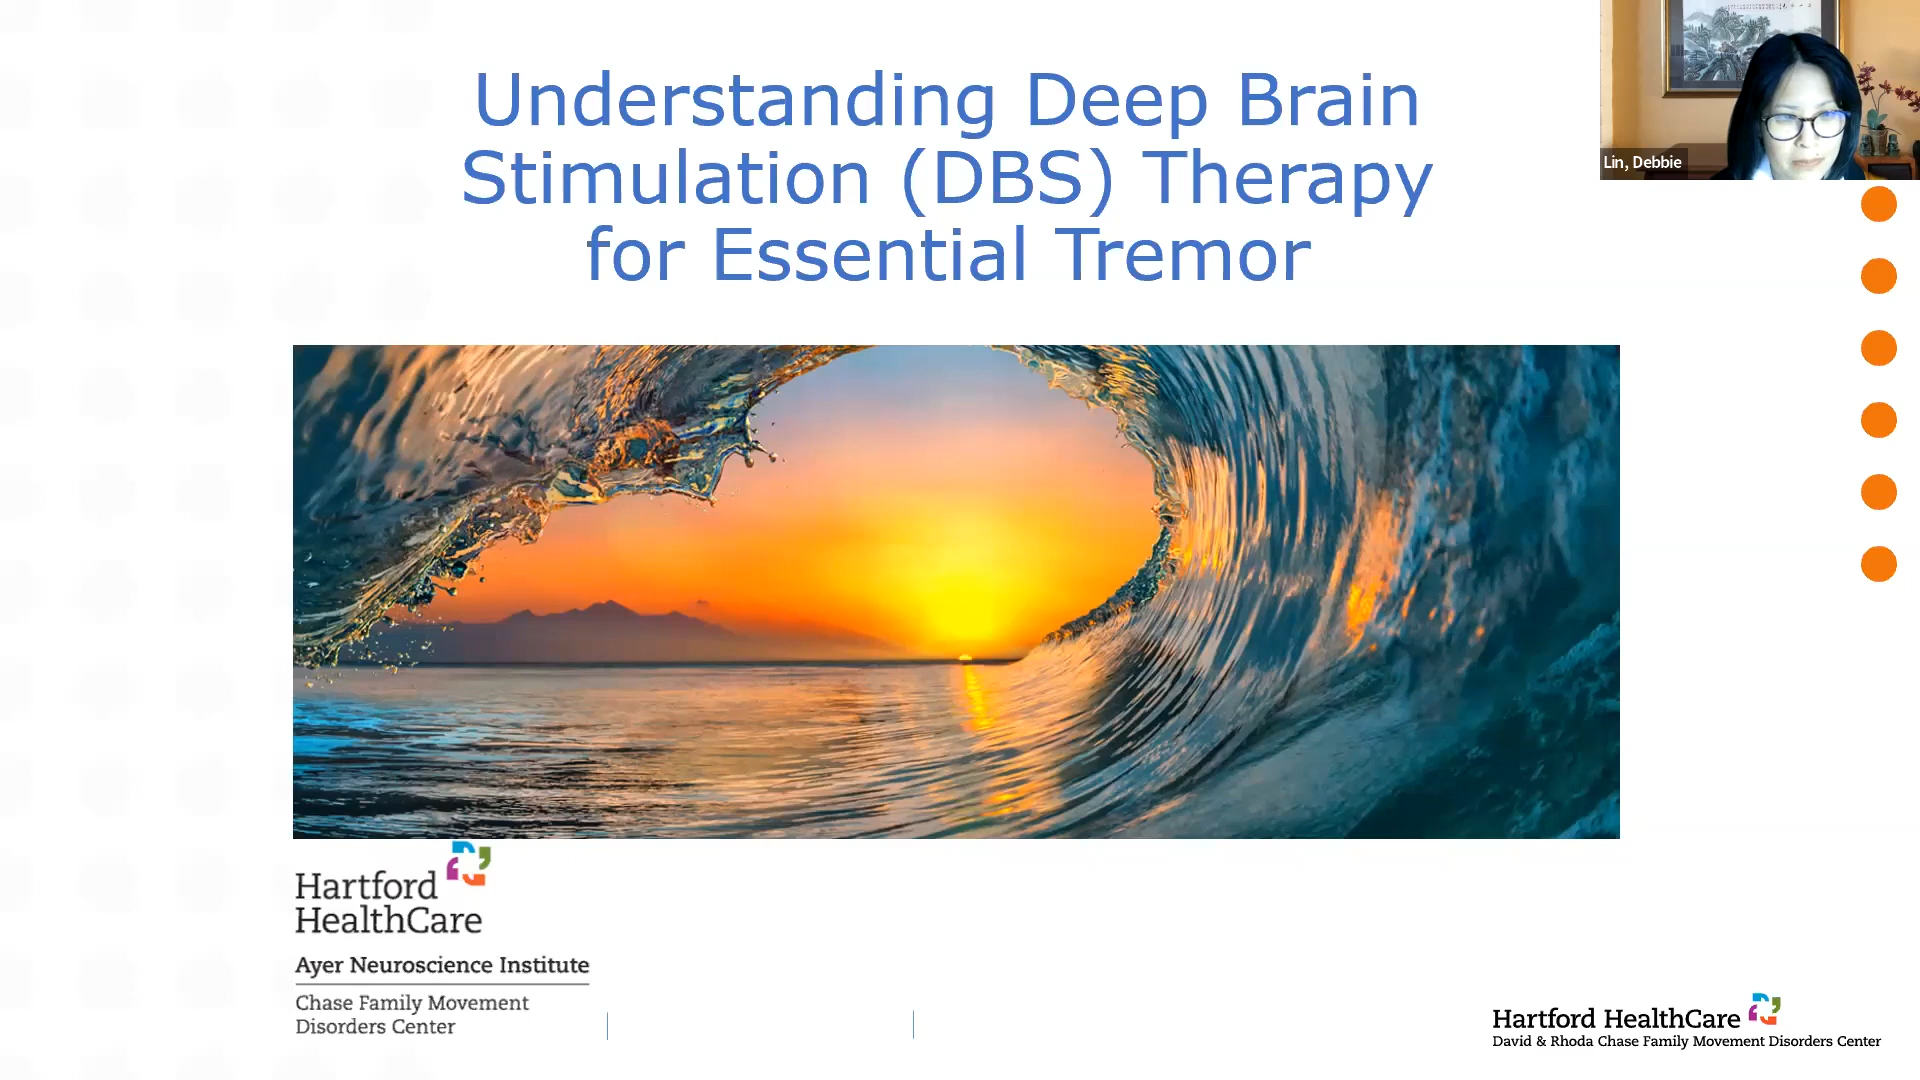 Understanding Deep Brain
Stimulation (DBS) Therapy
for Essential Tremor
Lin, Debbie
Hartford
HealthCare
Ayer Neuroscience Institute
Chase Family Movement
Disorders Center
Hartford HealthCare
David & Rhoda Chase Family Movement Disorders Center